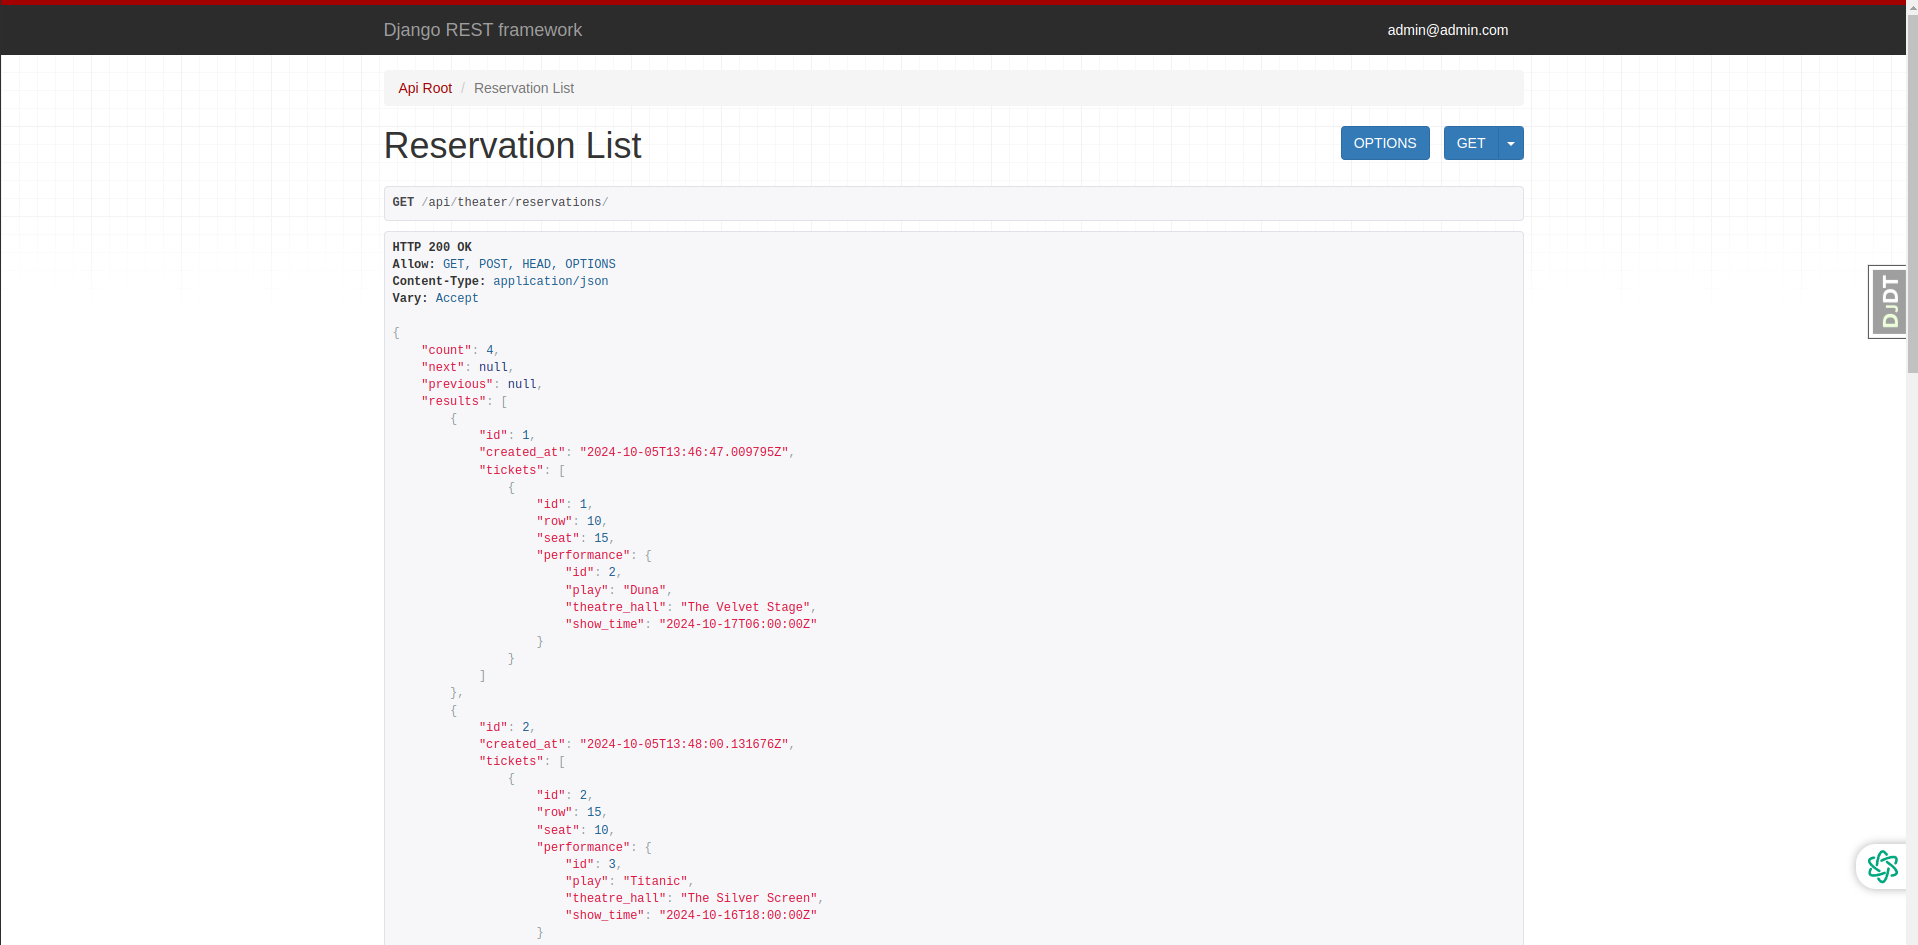 Django REST framework
admin@admin.com
Api Root / Reservation List
Reservation List
OPTIONS
GET
GET /api/theater/reservations/
HTTP 200 OK
Allow: GET, POST, HEAD, OPTIONS
Content-Type: application/json
Vary: Accept
{
    "count": 4,
    "next": null,
    "previous": null,
    "results": [
        {
            "id": 1,
            "created_at": "2024-10-05T13:46:47.009795Z",
            "tickets": [
                {
                    "id": 1,
                    "row": 10,
                    "seat": 15,
                    "performance": {
                        "id": 2,
                        "play": "Duna",
                        "theatre_hall": "The Velvet Stage",
                        "show_time": "2024-10-17T06:00:00Z"
                    }
                }
            ]
        },
        {
            "id": 2,
            "created_at": "2024-10-05T13:48:00.131676Z",
            "tickets": [
                {
                    "id": 2,
                    "row": 15,
                    "seat": 10,
                    "performance": {
                        "id": 3,
                        "play": "Titanic",
                        "theatre_hall": "The Silver Screen",
                        "show_time": "2024-10-16T18:00:00Z"
                    }
DJDT